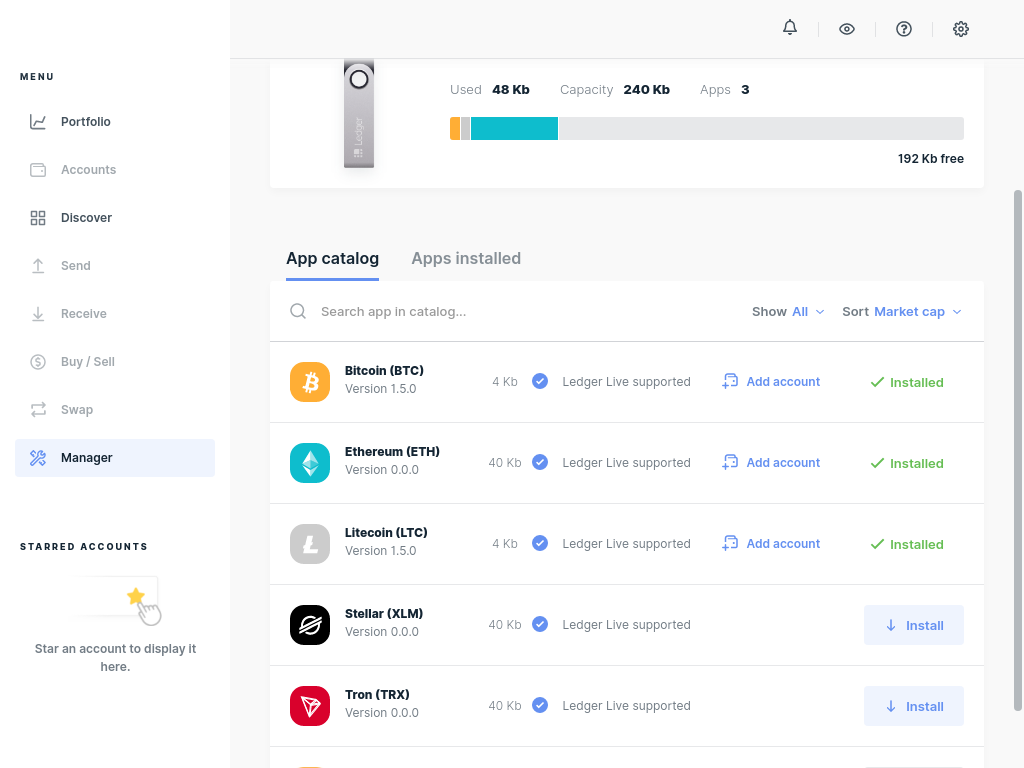 MENU
Portfolio
Accounts
Discover
Send
Receive
Buy / Sell
Swap
Manager
STARRED ACCOUNTS
Star an account to display it
here.
Ledger
Used 48 Kb Capacity 240 Kb Apps 3
192 Kb free
App catalog Apps installed
Search app in catalog... Show All Sort Market cap
Bitcoin (BTC)
Version 1.5.0
4 Kb Ledger Live supported Add account Installed
Ethereum (ETH)
Version 0.0.0
40 Kb Ledger Live supported Add account Installed
Litecoin (LTC)
Version 1.5.0
4 Kb Ledger Live supported Add account Installed
Stellar (XLM)
Version 0.0.0
40 Kb Ledger Live supported Install
Tron (TRX)
Version 0.0.0
40 Kb Ledger Live supported Install